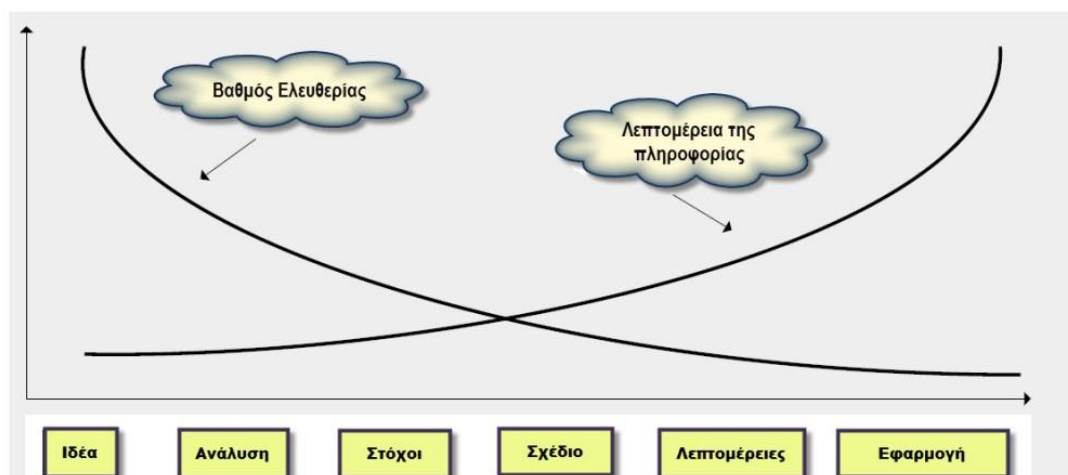 Βαθμός Ελευθερίας
Λεπτομέρεια της
πληροφορίας
Ιδέα
Ανάλυση
Στόχοι
Σχέδιο
Λεπτομέρειες
Εφαρμογή